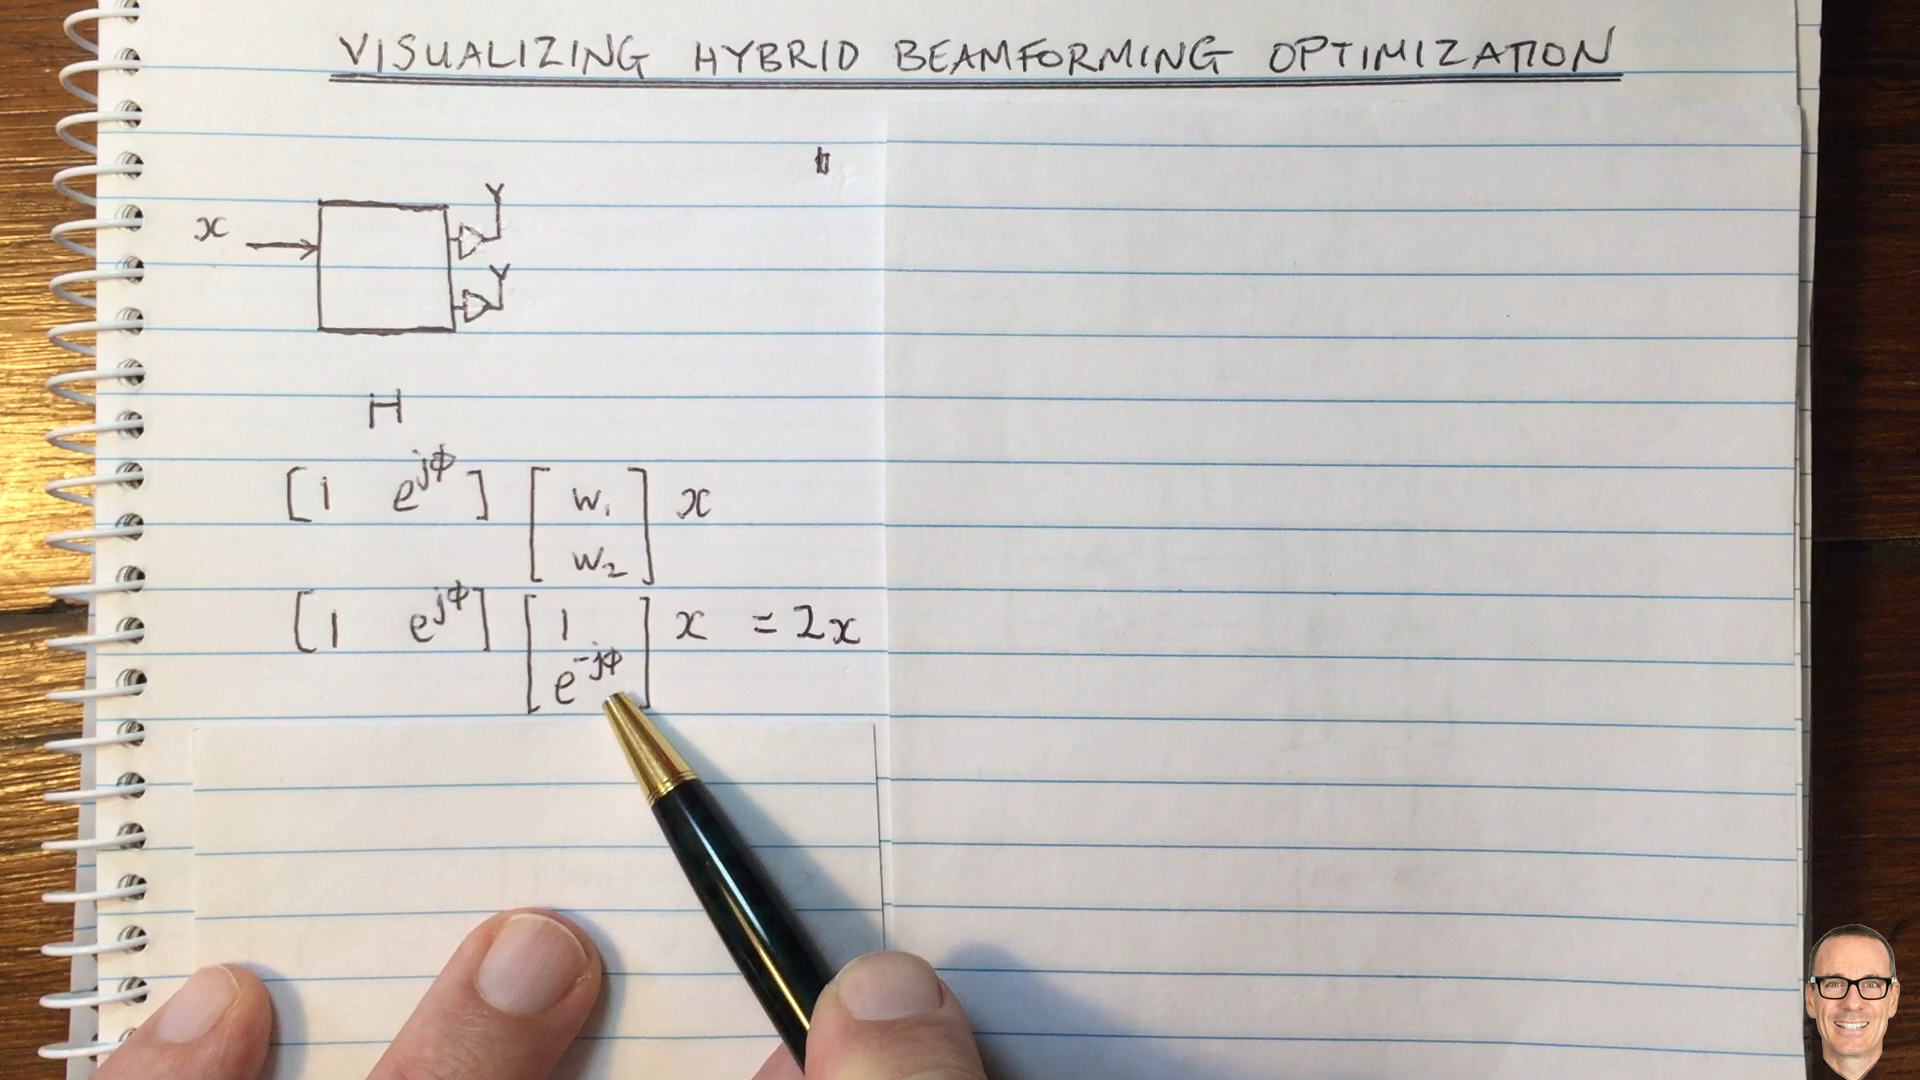 VISUALIZING HYBRID BEAMFORMING OPTIMIZATION
x
H
[1 e^{jΦ}] [w₁ w₂] x
[1 e^{jΦ}] [1 e^{-jΦ}] x = 2x